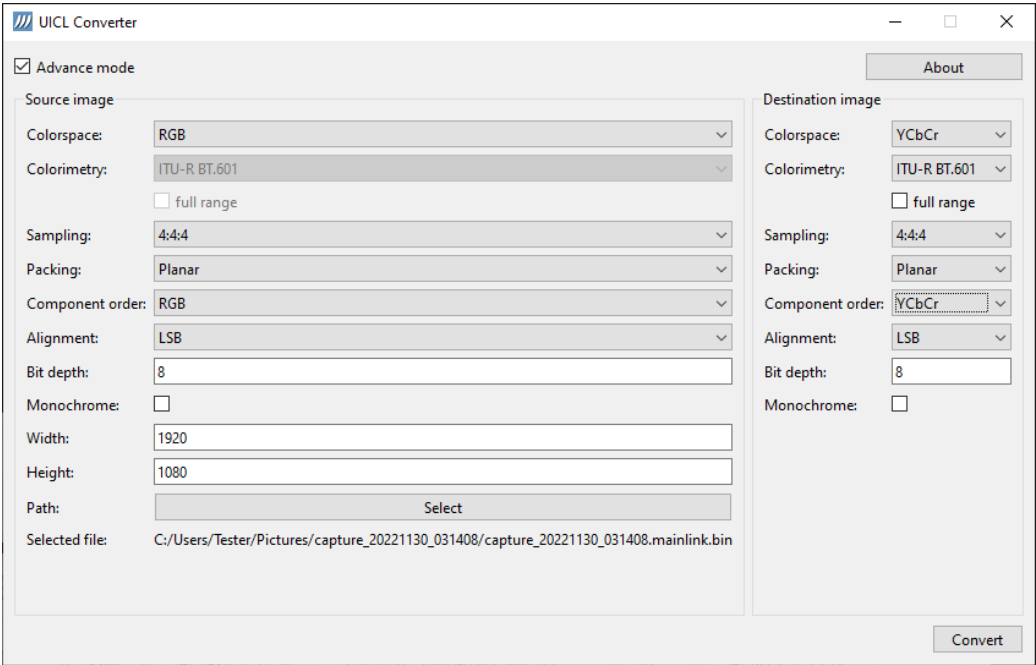 UICL Converter
Advance mode
About
Source image
Colorspace: RGB
Colorimetry: ITU-R BT.601
full range
Sampling: 4:4:4
Packing: Planar
Component order: RGB
Alignment: LSB
Bit depth: 8
Monochrome:
Width: 1920
Height: 1080
Path: Select
Selected file: C:/Users/Tester/Pictures/capture_20221130_031408/capture_20221130_031408.mainlink.bin
Destination image
Colorspace: YCbCr
Colorimetry: ITU-R BT.601
full range
Sampling: 4:4:4
Packing: Planar
Component order: YCbCr
Alignment: LSB
Bit depth: 8
Monochrome:
Convert